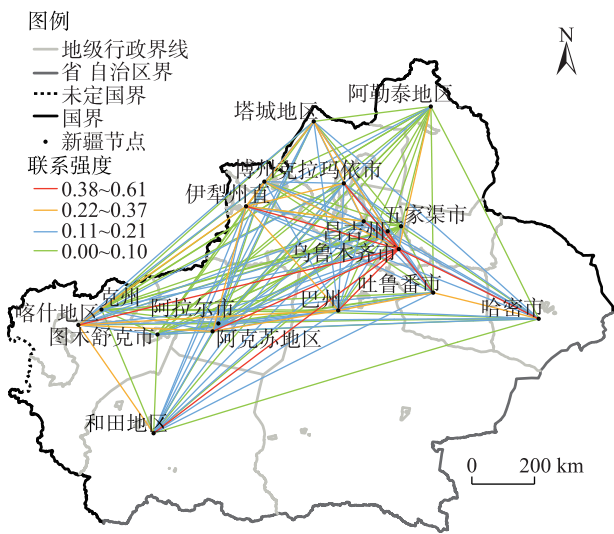 图例
地级行政界线
省 自治区界
未定国界
国界
新疆节点
联系强度
0.38~0.61
0.22~0.37
0.11~0.21
0.00~0.10
N
阿勒泰地区
塔城地区
博州
克拉玛依市
伊犁州直
五家渠市
昌吉州
乌鲁木齐市
吐鲁番市
哈密市
巴州
克州
喀什地区
阿拉尔市
图木舒克市
阿克苏地区
和田地区
0 200 km